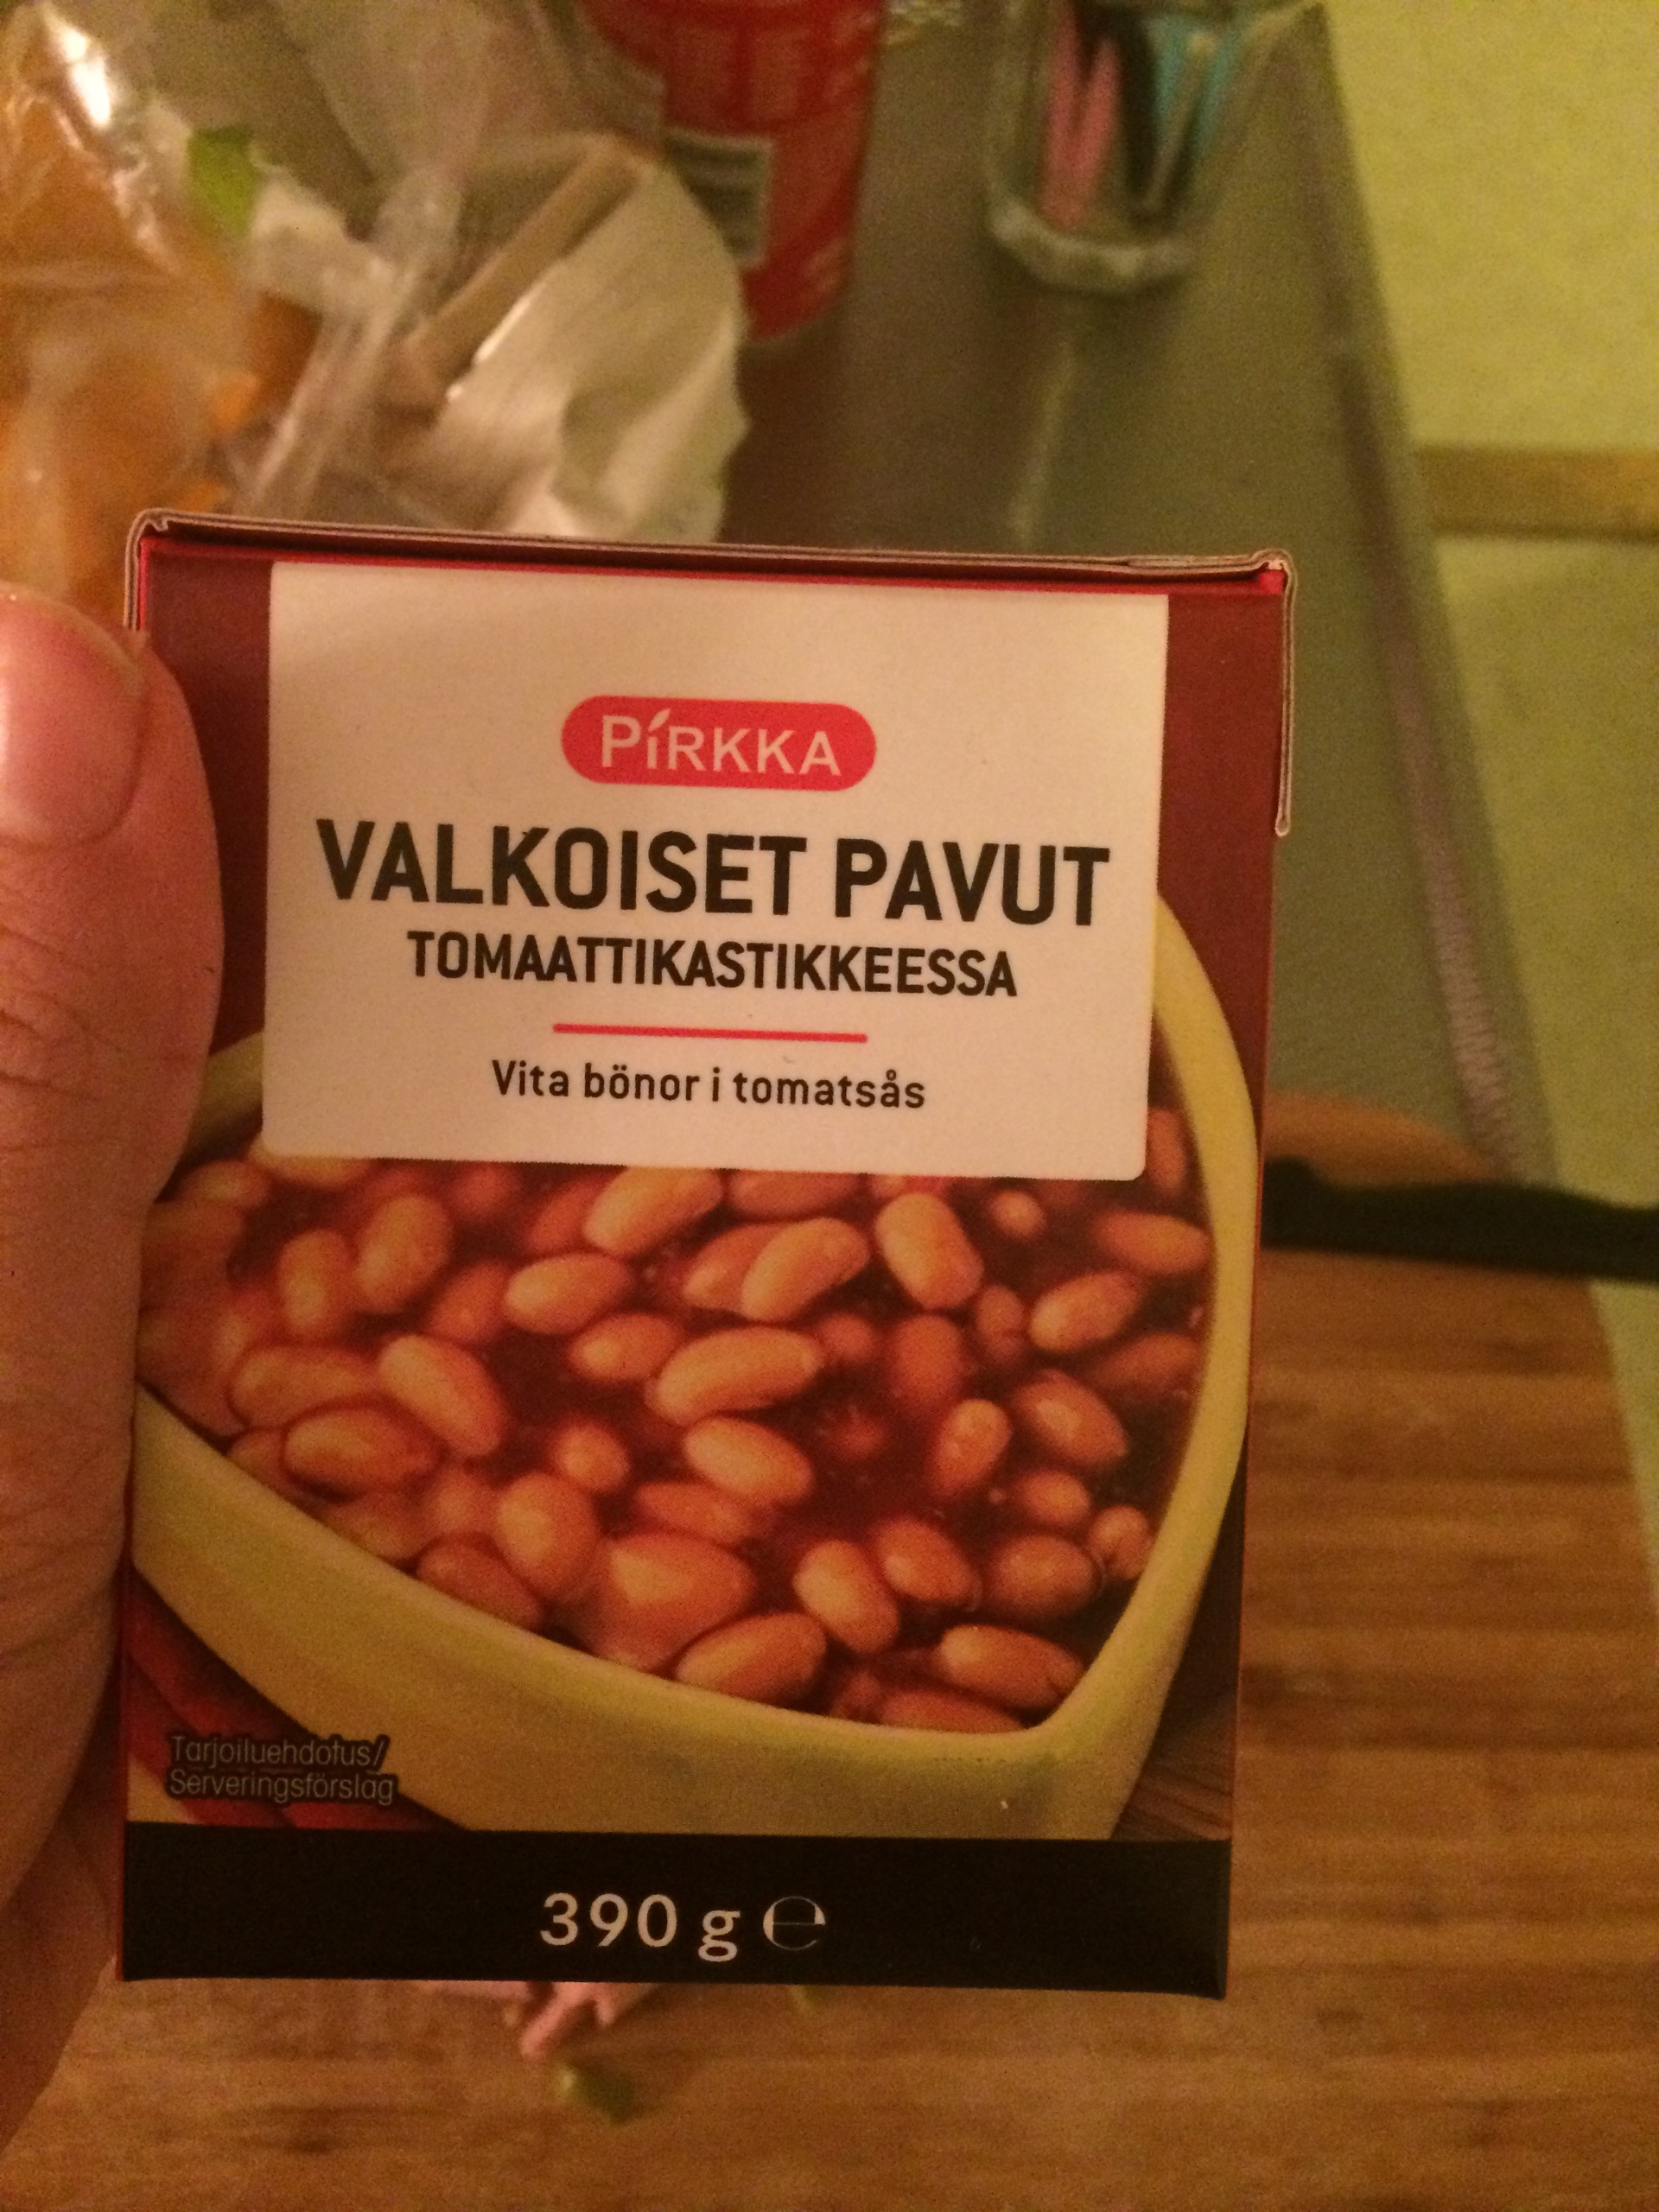 PIRKKA
VALKOISET PAVUT
TOMAATTIKASTIKKEESSA
Vita bönor i tomatsås
Tarjoiluehdotus/
Serveringsförslag
390 g ℮